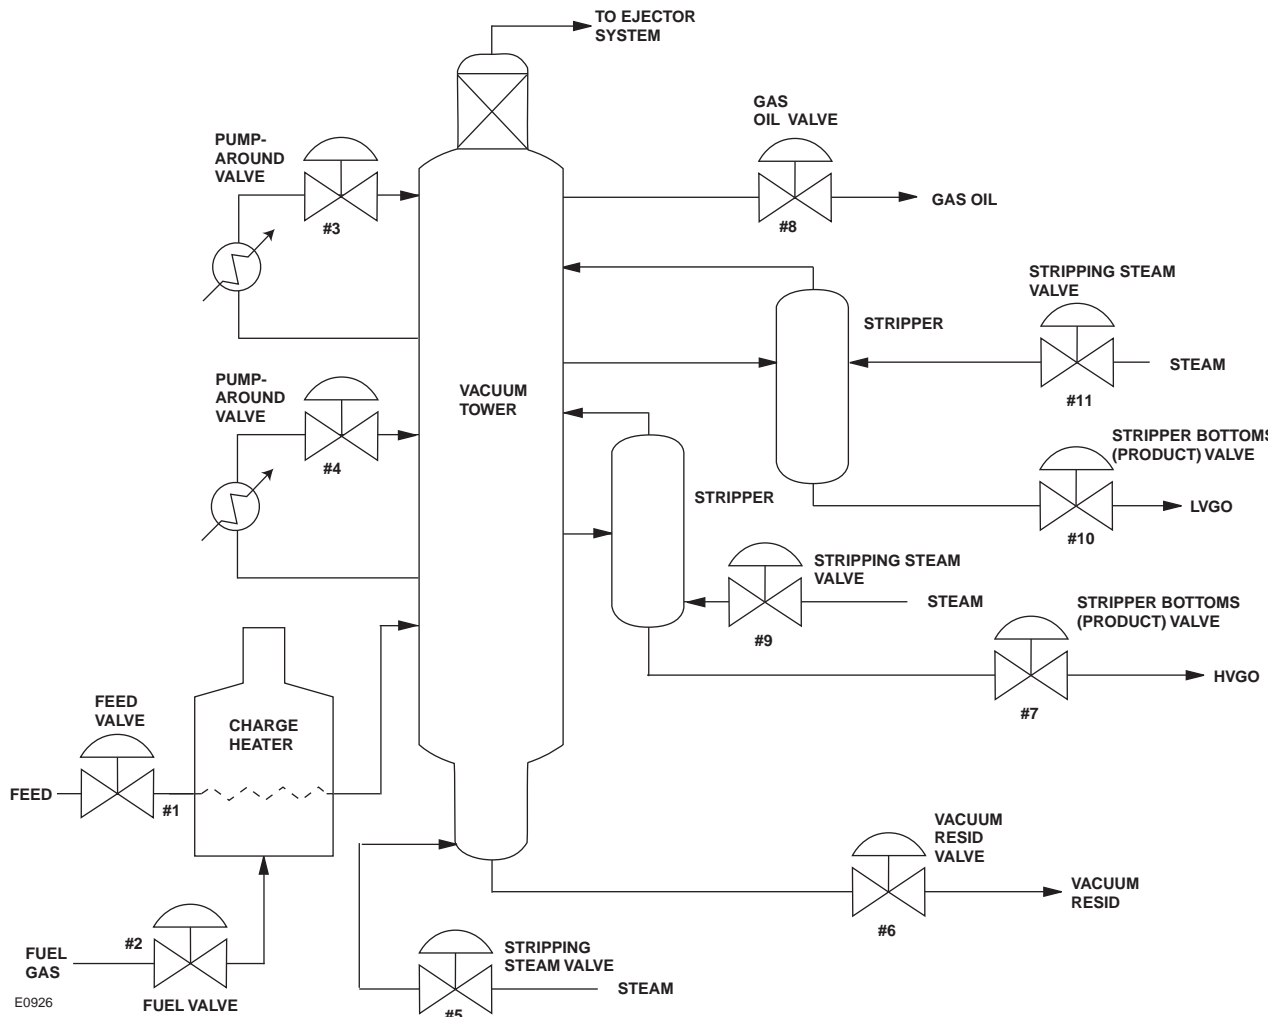 TO EJECTOR
SYSTEM
GAS
OIL VALVE
PUMP-
AROUND
VALVE
#3
#8
GAS OIL
STRIPPING STEAM
VALVE
STRIPPER
STEAM
#11
PUMP-
AROUND
VALVE
VACUUM
TOWER
#4
STRIPPER BOTTOMS
(PRODUCT) VALVE
STRIPPER
LVGO
#10
STRIPPING STEAM
VALVE
STEAM
#9
STRIPPER BOTTOMS
(PRODUCT) VALVE
HVGO
#7
FEED
VALVE
CHARGE
HEATER
FEED
#1
VACUUM
RESID
VALVE
VACUUM
RESID
#6
#2
FUEL
GAS
FUEL VALVE
STRIPPING
STEAM VALVE
STEAM
#5
E0926